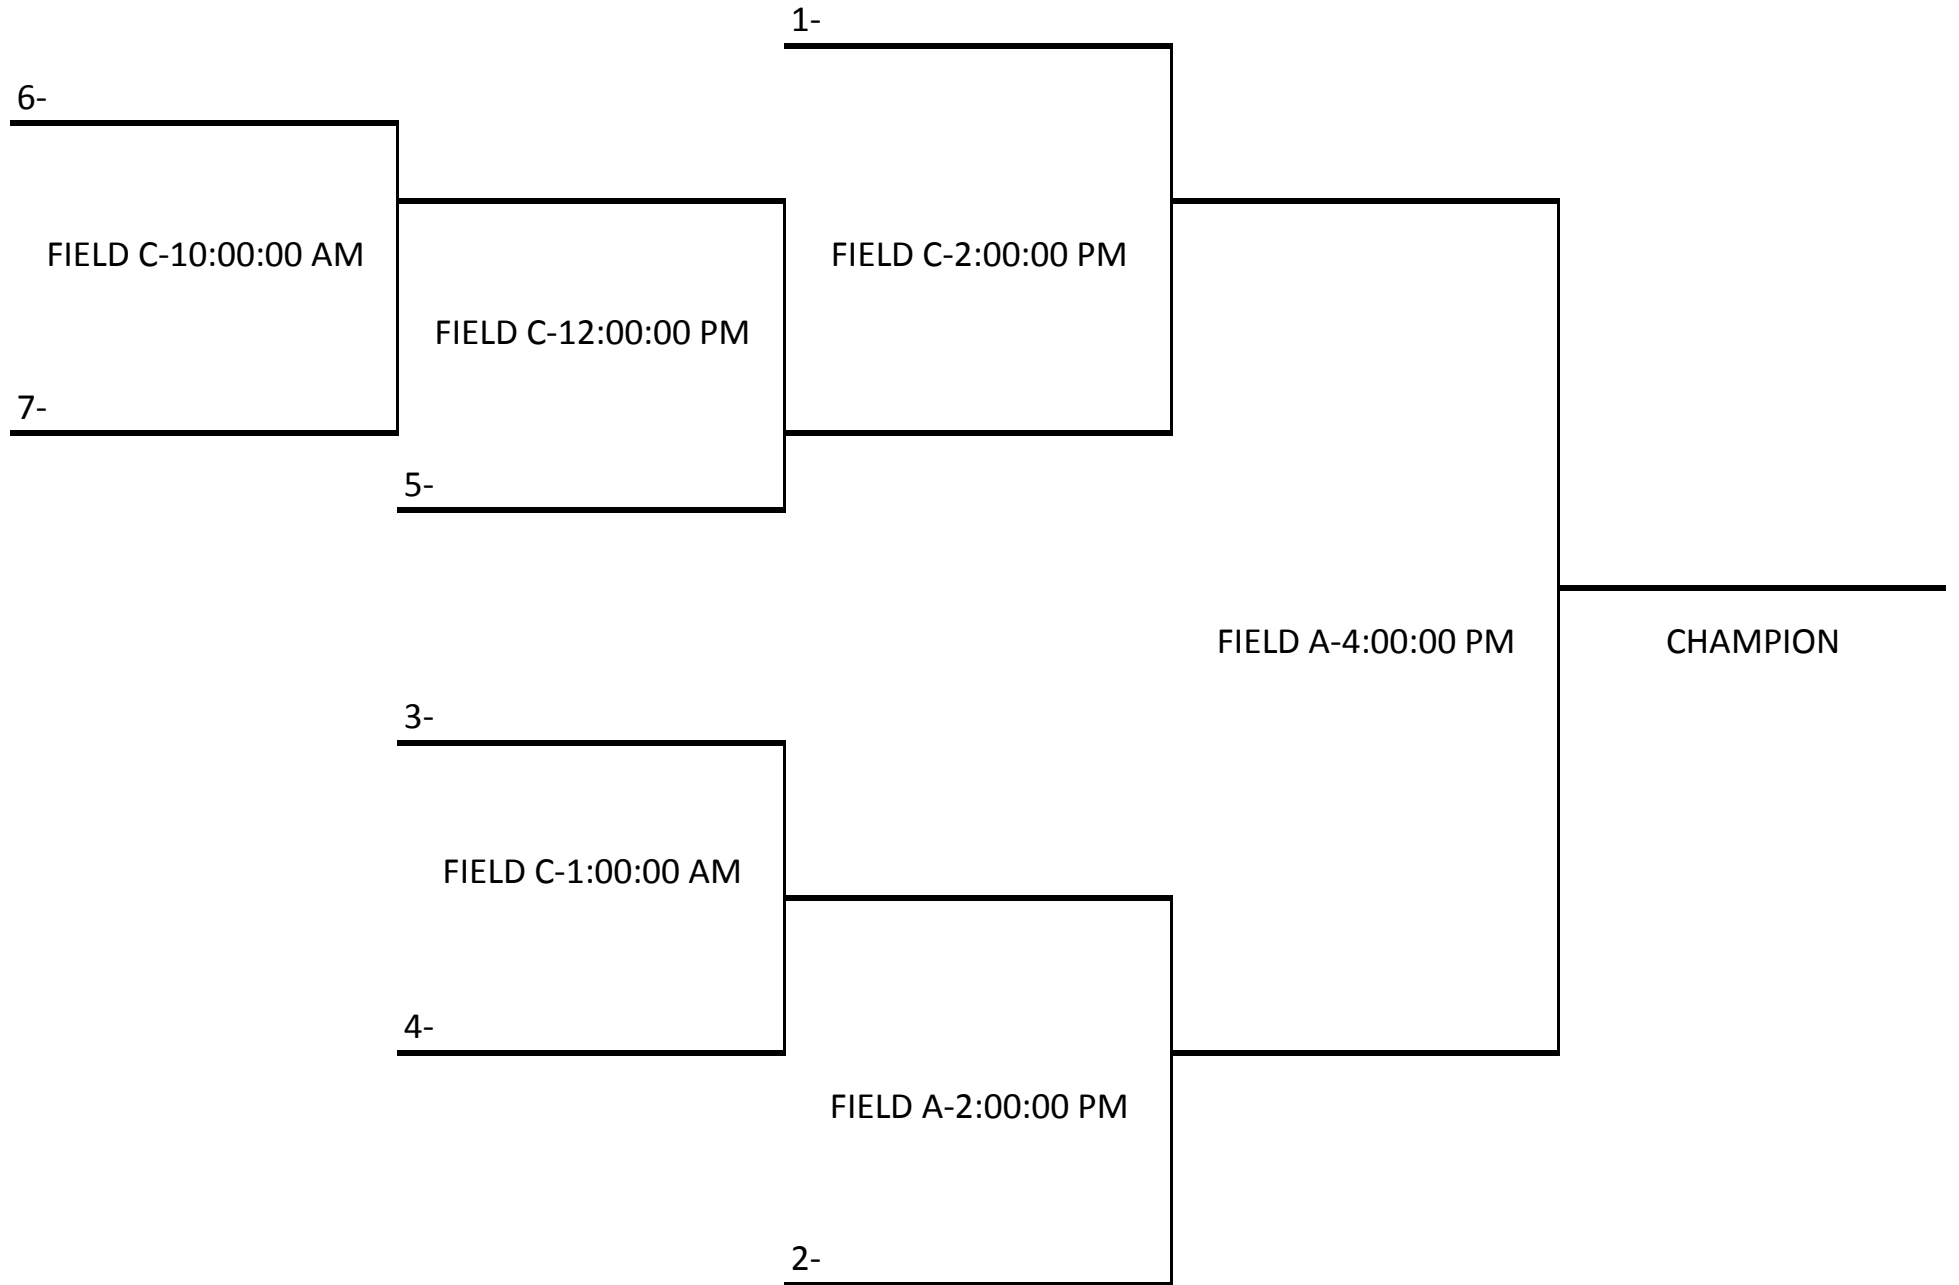 1-
6-
FIELD C-10:00:00 AM
FIELD C-2:00:00 PM
FIELD C-12:00:00 PM
7-
5-
FIELD A-4:00:00 PM
CHAMPION
3-
FIELD C-1:00:00 AM
4-
FIELD A-2:00:00 PM
2-